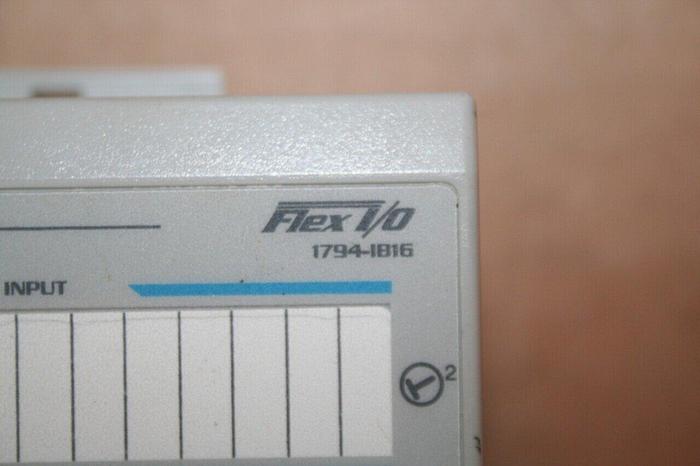 Flex I/O
1794-IB16
INPUT
2